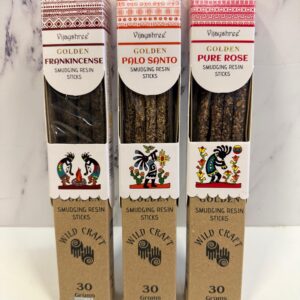 Vijayshree
GOLDEN
FRANKINCENSE
SMUDGING RESIN
STICKS
SMUDGING RESIN
STICKS
WILD CRAFT
30
Grams
Vijayshree
GOLDEN
PALO SANTO
SMUDGING RESIN
STICKS
SMUDGING RESIN
STICKS
WILD CRAFT
30
Grams
Vijayshree
GOLDEN
PURE ROSE
SMUDGING RESIN
STICKS
GOLDEN
SMUDGING RESIN
STICKS
WILD CRAFT
30
Grams